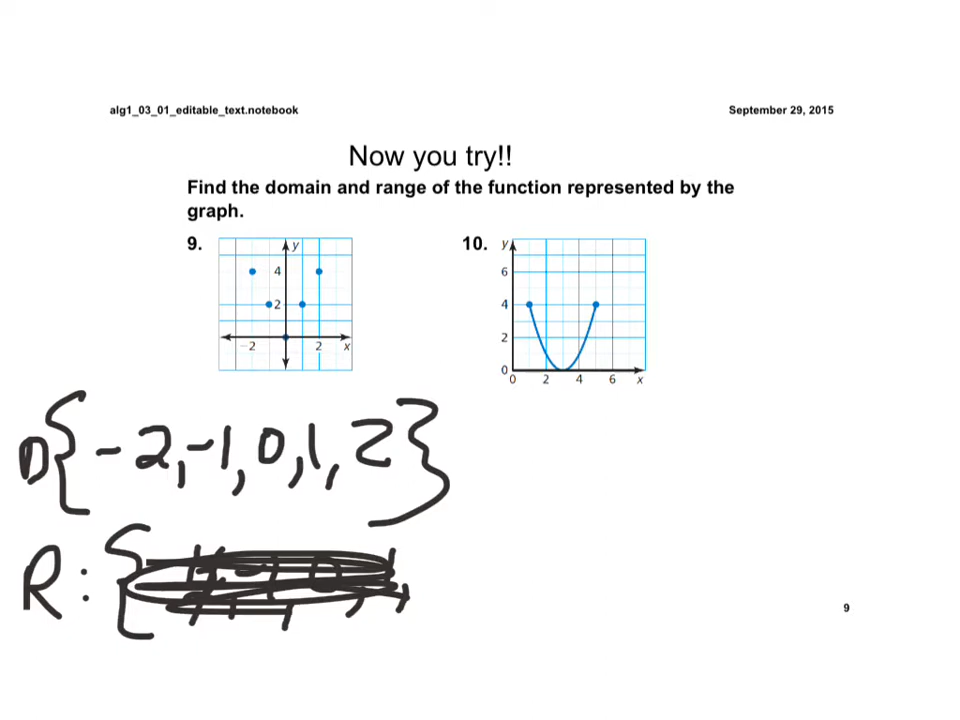 alg1_03_01_editable_text.notebook September 29, 2015
Now you try!!
Find the domain and range of the function represented by the
graph.
9. 10.
y
4
2
-2 2 x
y
6
4
2
0
0 2 4 6 x
D{-2,-1,0,1,2}
R:{
9